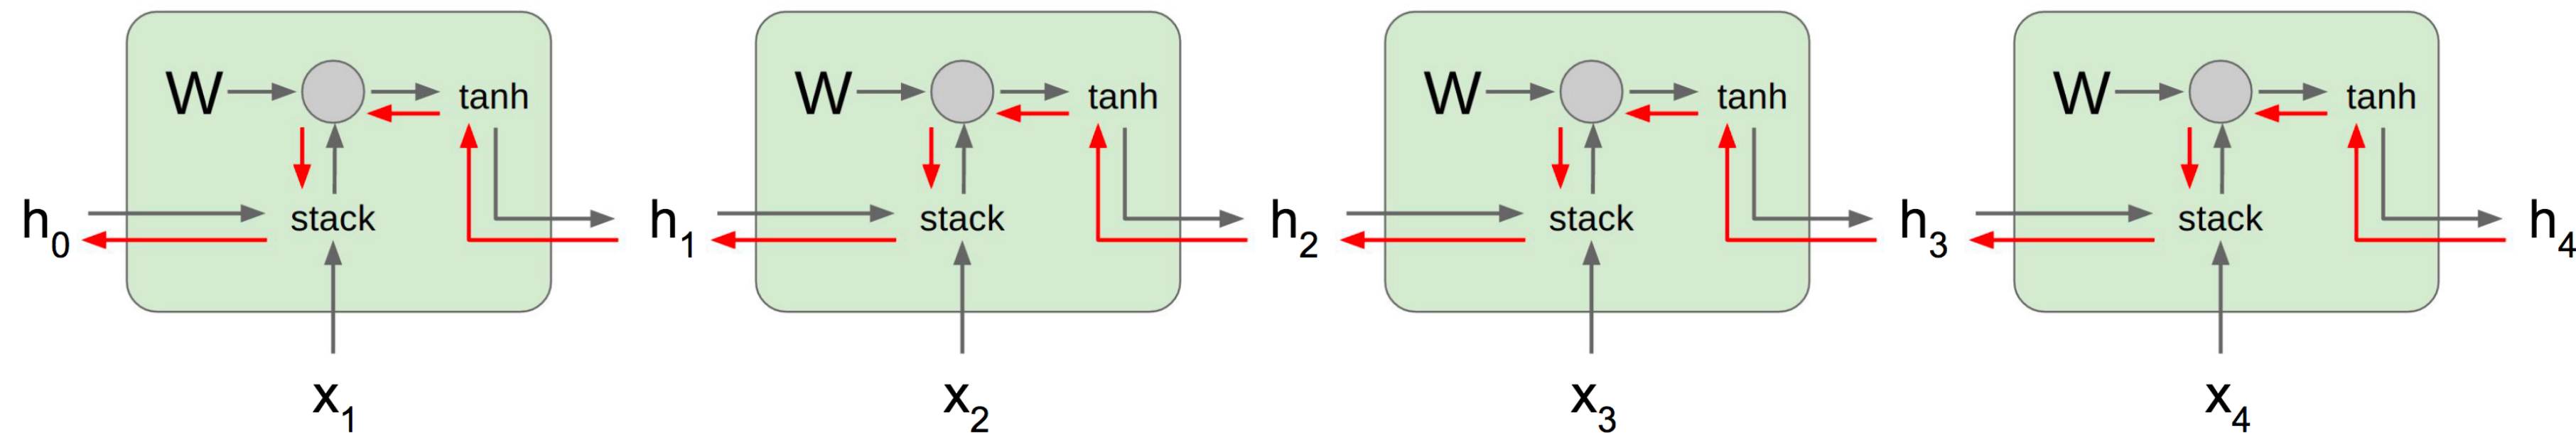 W tanh W tanh W tanh W tanh
h₀ stack h₁ stack h₂ stack h₃ stack h₄
x₁ x₂ x₃ x₄